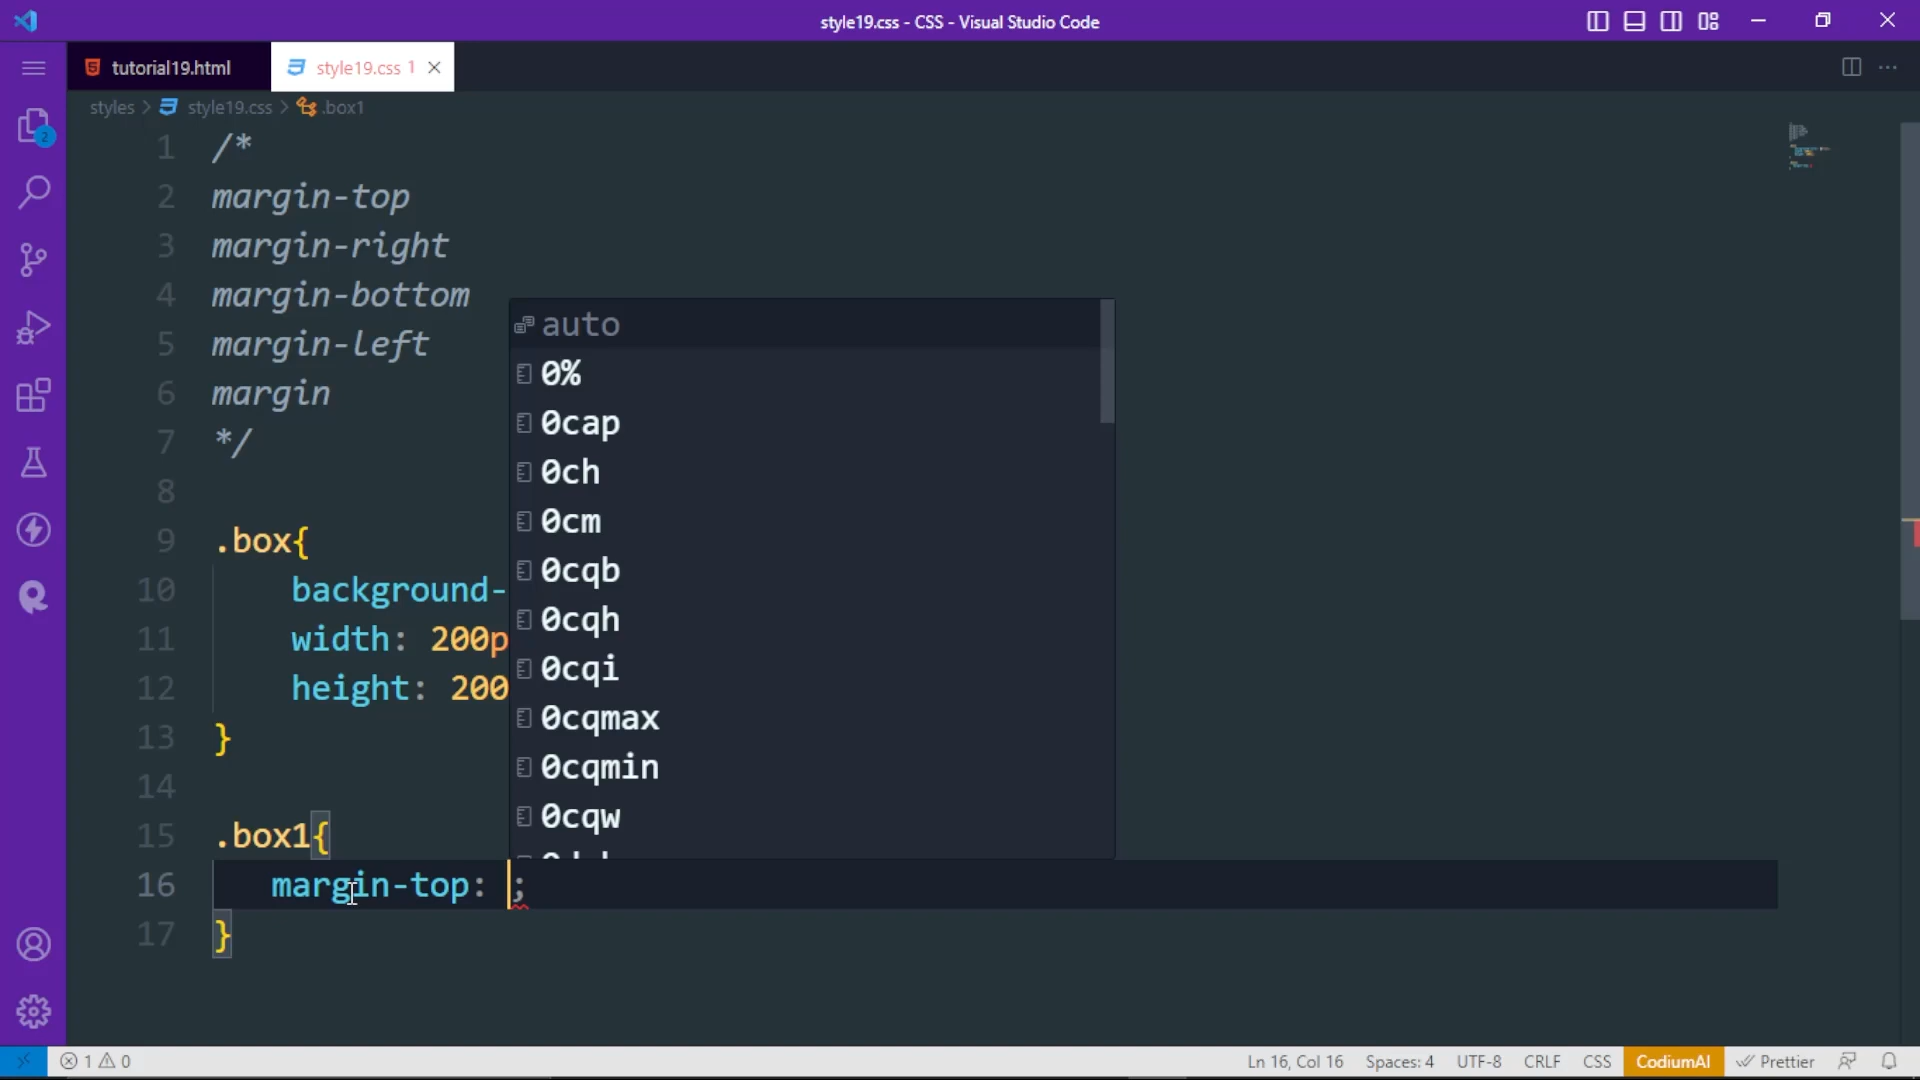 style19.css - CSS - Visual Studio Code
tutorial19.html
style19.css 1
styles > style19.css > .box1
1 /*
2 margin-top
3 margin-right
4 margin-bottom
5 margin-left
6 margin
7 */
8
9 .box{
10 background-
11 width: 200p
12 height: 200
13 }
14
15 .box1{
16 margin-top: ;
17 }
auto
0%
0cap
0ch
0cm
0cqb
0cqh
0cqi
0cqmax
0cqmin
0cqw
2
1 0
Ln 16, Col 16
Spaces: 4
UTF-8
CRLF
CSS
CodiumAI
Prettier